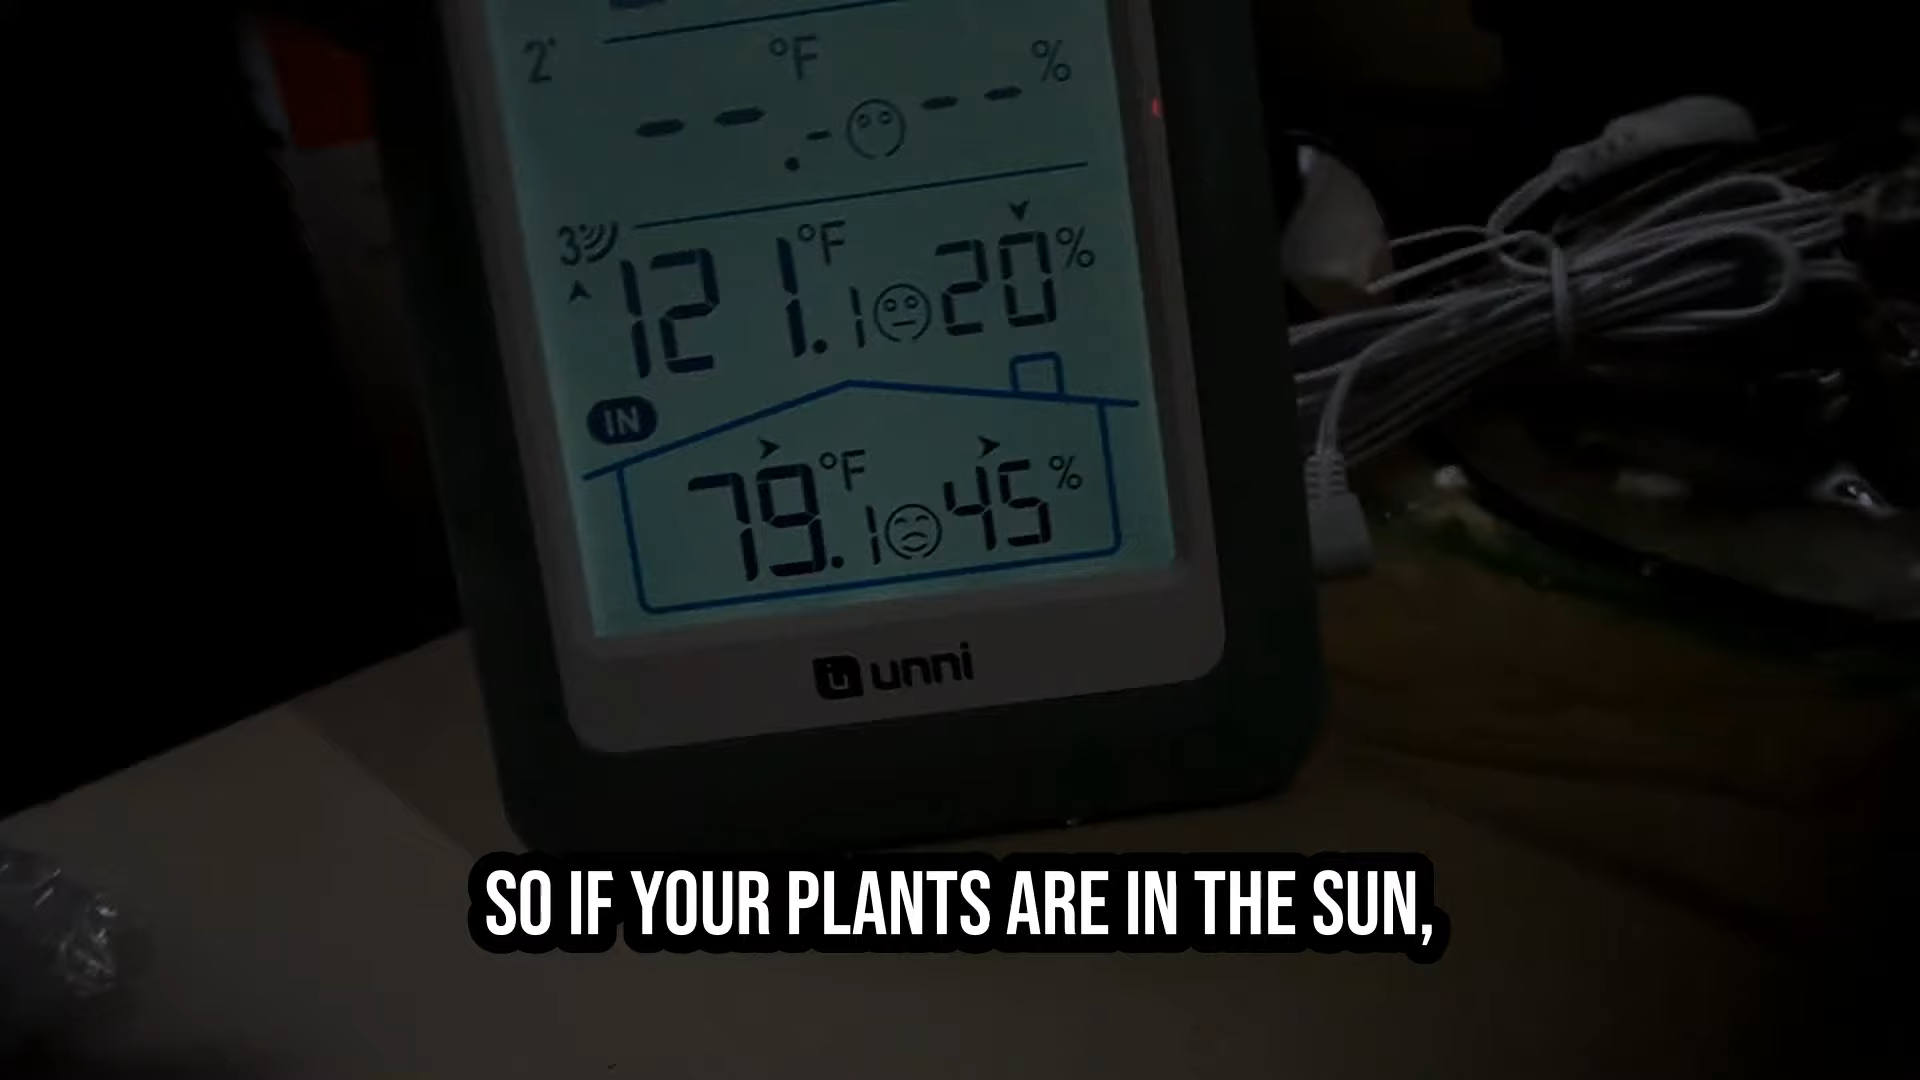 2
°F %
-- .- -- 
3
121.1 °F 20 %
IN
79.1 °F 45 %
unni
SO IF YOUR PLANTS ARE IN THE SUN,